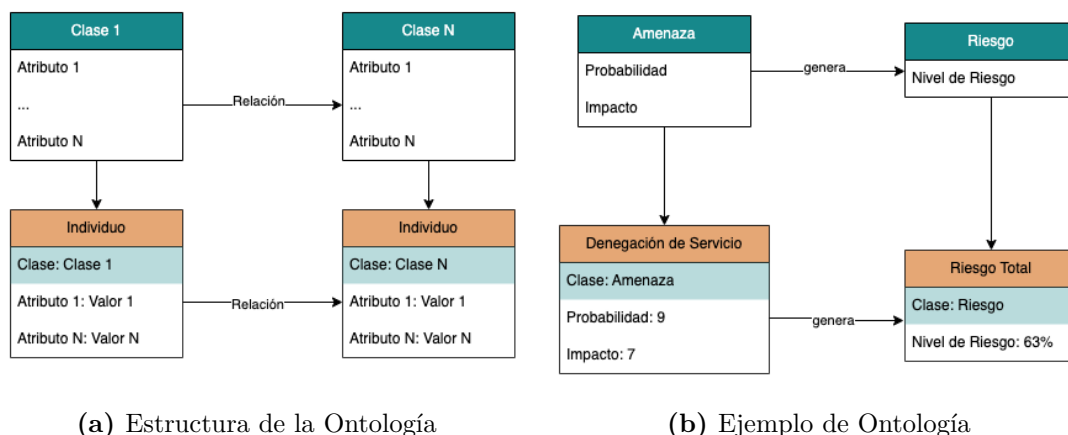 Clase 1
Atributo 1
...
Atributo N
Relación
Clase N
Atributo 1
...
Atributo N
Individuo
Clase: Clase 1
Atributo 1: Valor 1
Atributo N: Valor N
Relación
Individuo
Clase: Clase N
Atributo 1: Valor 1
Atributo N: Valor N
(a) Estructura de la Ontología
Amenaza
Probabilidad
Impacto
genera
Riesgo
Nivel de Riesgo
Denegación de Servicio
Clase: Amenaza
Probabilidad: 9
Impacto: 7
genera
Riesgo Total
Clase: Riesgo
Nivel de Riesgo: 63%
(b) Ejemplo de Ontología